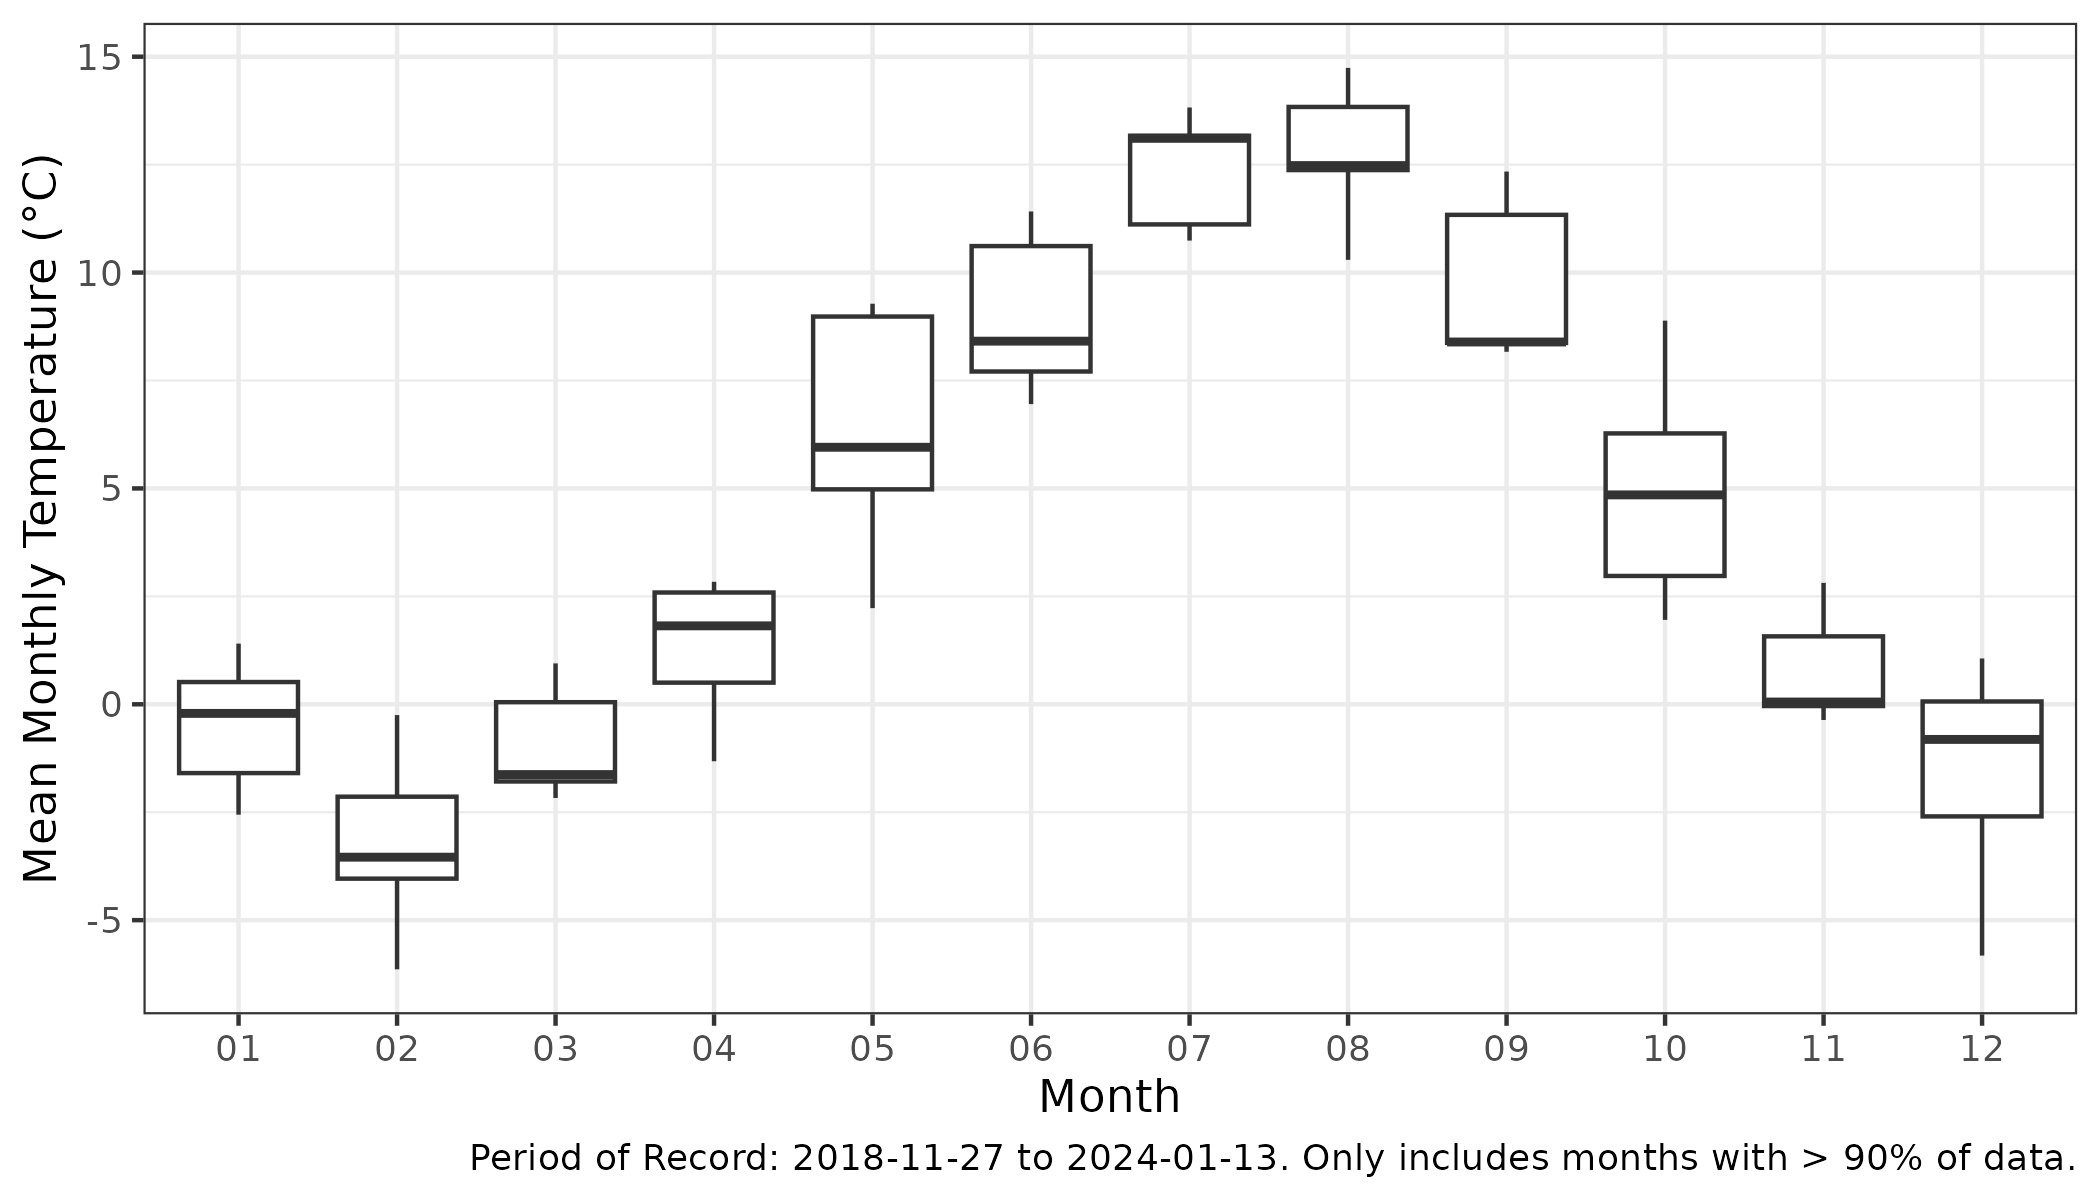 Mean Monthly Temperature (°C)
15
10
5
0
-5
01 02 03 04 05 06 07 08 09 10 11 12
Month
Period of Record: 2018-11-27 to 2024-01-13. Only includes months with > 90% of data.